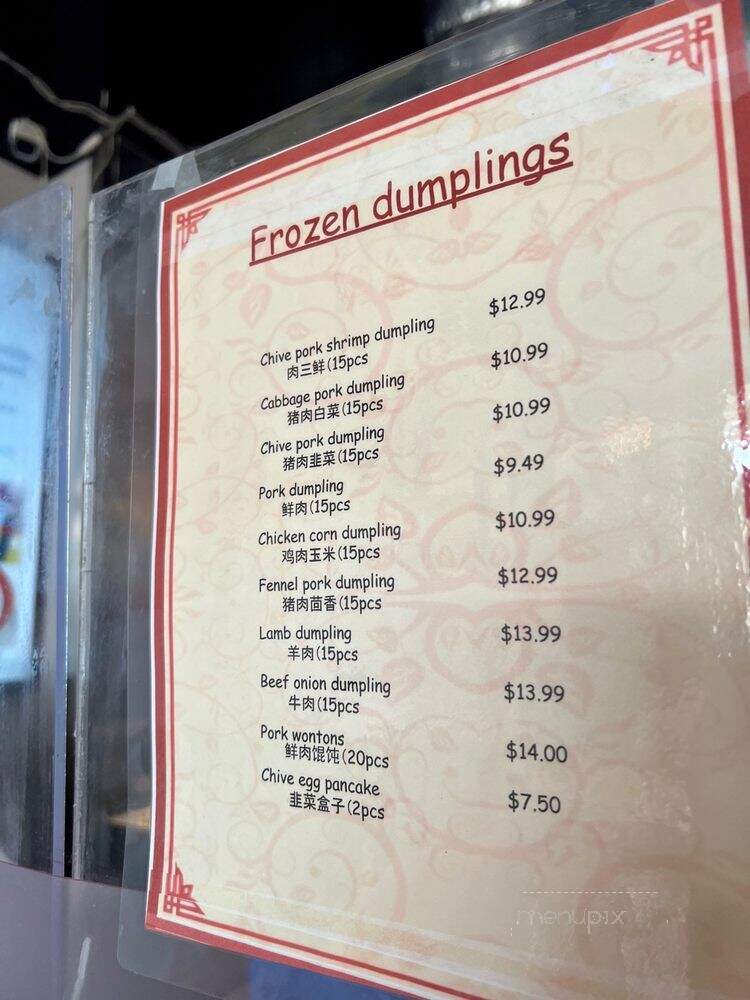 Frozen dumplings
Chive pork shrimp dumpling $12.99
肉三鲜(15pcs
Cabbage pork dumpling $10.99
猪肉白菜(15pcs
Chive pork dumpling $10.99
猪肉韭菜(15pcs
Pork dumpling $9.49
鲜肉(15pcs
Chicken corn dumpling $10.99
鸡肉玉米(15pcs
Fennel pork dumpling $12.99
猪肉茴香(15pcs
Lamb dumpling $13.99
羊肉(15pcs
Beef onion dumpling $13.99
牛肉(15pcs
Pork wontons $14.00
鲜肉馄饨(20pcs
Chive egg pancake $7.50
韭菜盒子(2pcs
menupix